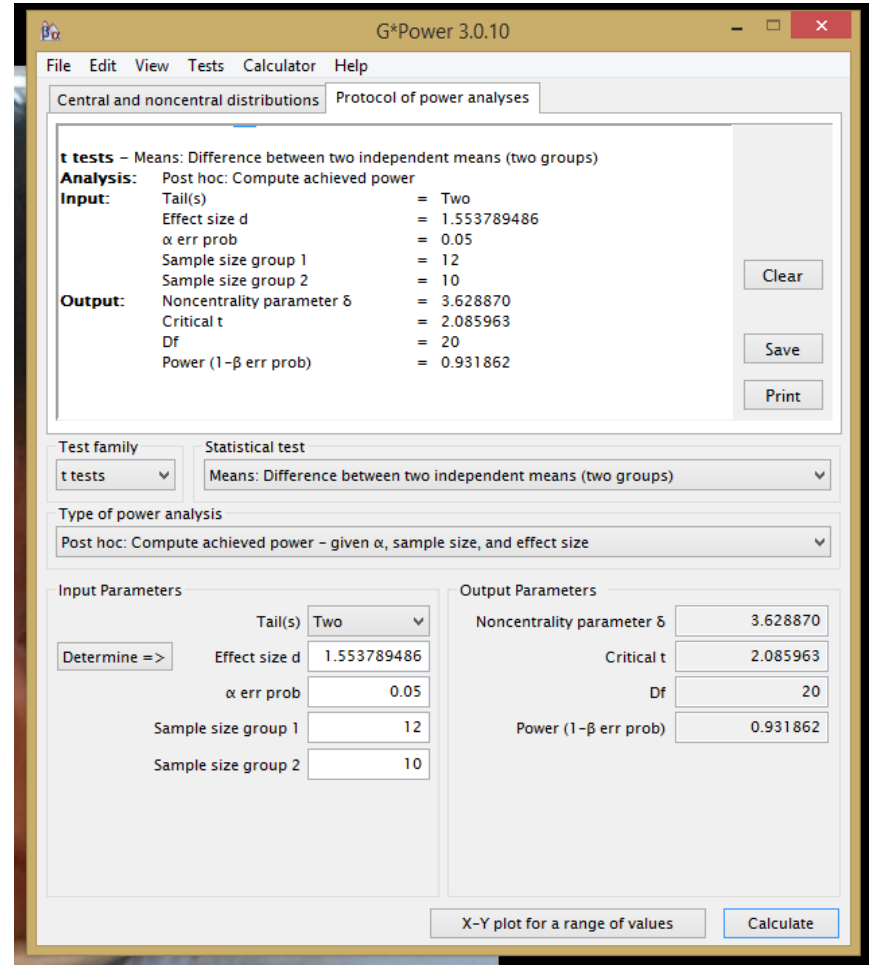 βα G*Power 3.0.10
File Edit View Tests Calculator Help
Central and noncentral distributions Protocol of power analyses
t tests – Means: Difference between two independent means (two groups)
Analysis: Post hoc: Compute achieved power
Input: Tail(s) = Two
Effect size d = 1.553789486
α err prob = 0.05
Sample size group 1 = 12
Sample size group 2 = 10
Output: Noncentrality parameter δ = 3.628870
Critical t = 2.085963
Df = 20
Power (1–β err prob) = 0.931862
Clear
Save
Print
Test family Statistical test
t tests Means: Difference between two independent means (two groups)
Type of power analysis
Post hoc: Compute achieved power – given α, sample size, and effect size
Input Parameters
Tail(s) Two
Determine => Effect size d 1.553789486
α err prob 0.05
Sample size group 1 12
Sample size group 2 10
Output Parameters
Noncentrality parameter δ 3.628870
Critical t 2.085963
Df 20
Power (1–β err prob) 0.931862
X–Y plot for a range of values Calculate